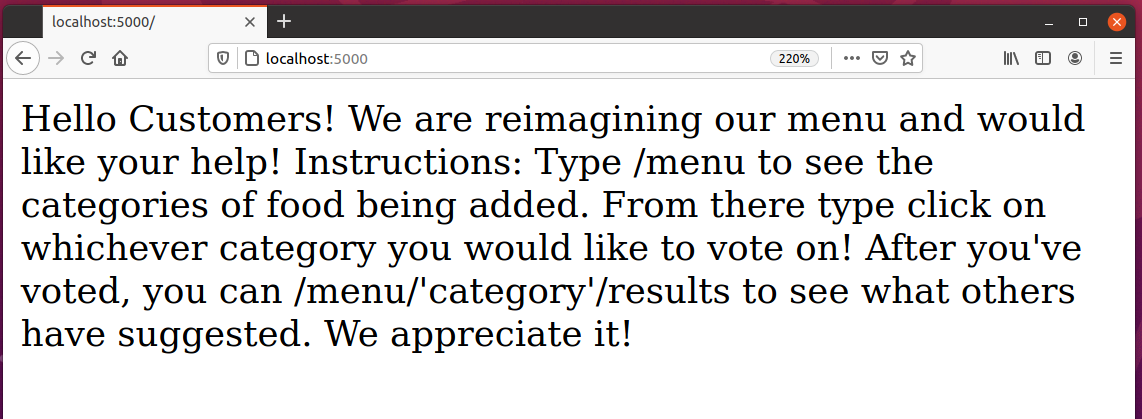 localhost:5000/
localhost:5000
220%
Hello Customers! We are reimagining our menu and would
like your help! Instructions: Type /menu to see the
categories of food being added. From there type click on
whichever category you would like to vote on! After you've
voted, you can /menu/'category'/results to see what others
have suggested. We appreciate it!